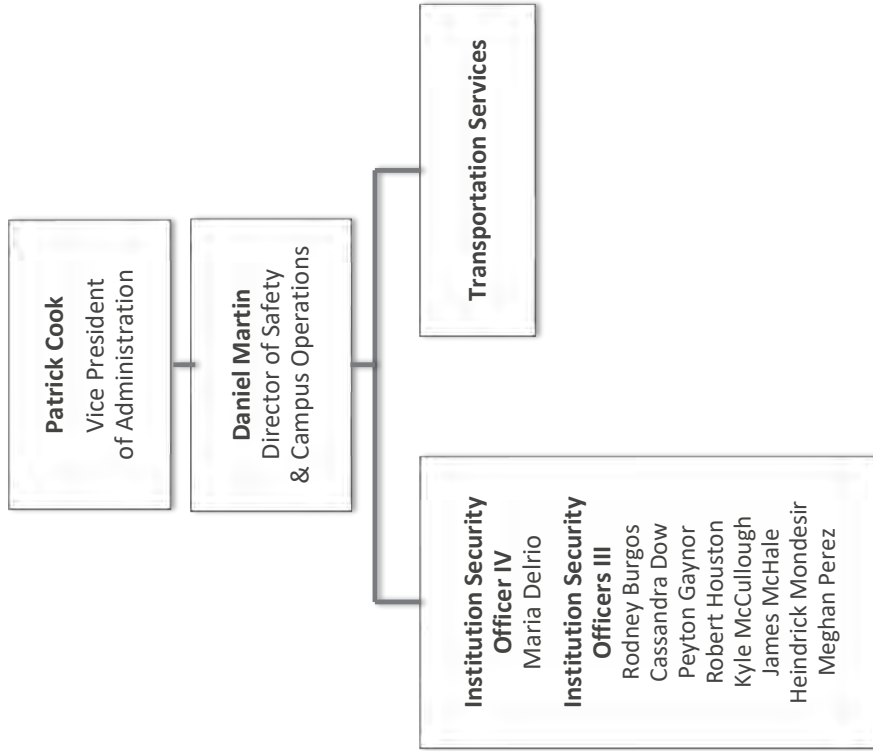 Patrick Cook
Vice President
of Administration
Daniel Martin
Director of Safety
& Campus Operations
Institution Security
Officer IV
Maria Delrio
Institution Security
Officers III
Rodney Burgos
Cassandra Dow
Peyton Gaynor
Robert Houston
Kyle McCullough
James McHale
Heindrick Mondesir
Meghan Perez
Transportation Services